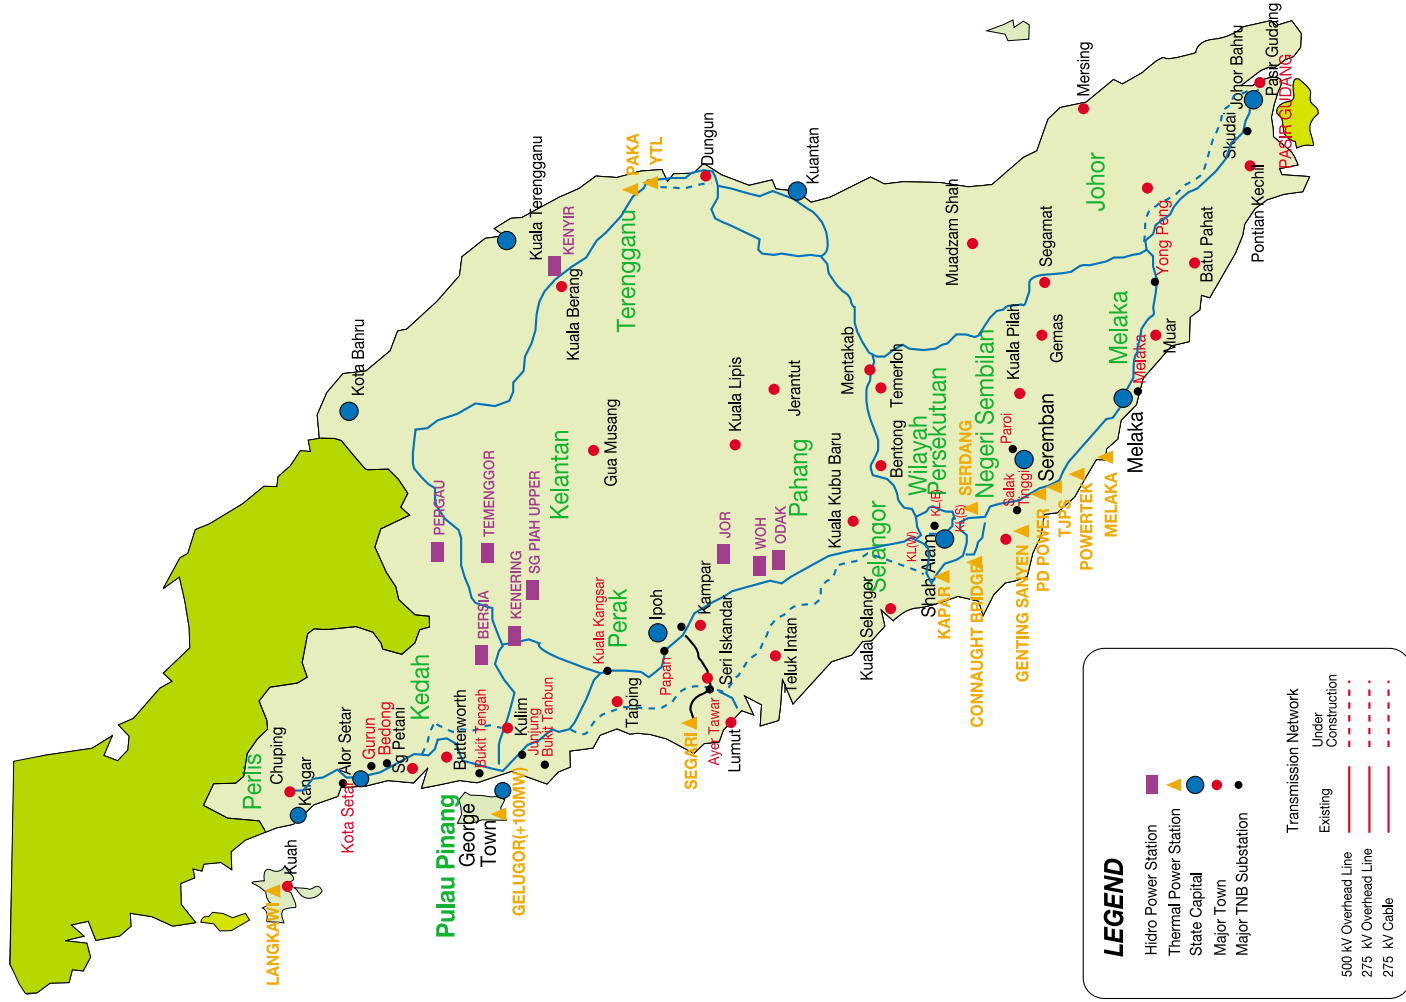 LANGKAWI
Kuah
Perlis
Chuping
Kangar
Kota Setar
Alor Setar
Gurun
Bedong
Sg Petani
Kedah
Pulau Pinang
George
Town
GELUGOR(+100MW)
Butterworth
Bukit Tengah
Kulim
Junjung
Bukit Tanbun
PERGAU
TEMENGGOR
BERSIA
KENERING
SG PIAH UPPER
Kota Bahru
Kelantan
Gua Musang
Kuala Terengganu
KENYIR
Kuala Berang
Terengganu
PAKA
YTL
Dungun
Kuala Kangsar
Perak
Taiping
Ipoh
Papan
Kampar
Seri Iskandar
SEGARI
Ayer Tawar
Lumut
Teluk Intan
JOR
WOH
ODAK
Kuala Lipis
Jerantut
Pahang
Kuantan
Mentakab
Temerloh
Bentong
Kuala Kubu Baru
Selangor
Kuala Selangor
Wilayah
Persekutuan
KL(W)
KL(E)
KL(S)
Shah Alam
KAPAR
CONNAUGHT BRIDGE
SERDANG
Negeri Sembilan
Salak
Tinggi
Paroi
Seremban
Kuala Pilah
GENTING SANYEN
PD POWER
TJPS
POWERTEK
MELAKA
Melaka
Melaka
Melaka
Muadzam Shah
Segamat
Gemas
Muar
Johor
Mersing
Yong Peng
Batu Pahat
Pontian Kechil
Skudai
Johor Bahru
Pasir Gudang
PASIR GUDANG
LEGEND
Hidro Power Station
Thermal Power Station
State Capital
Major Town
Major TNB Substation
Transmission Network
Existing
Under
Construction
500 kV Overhead Line
275 kV Overhead Line
275 kV Cable